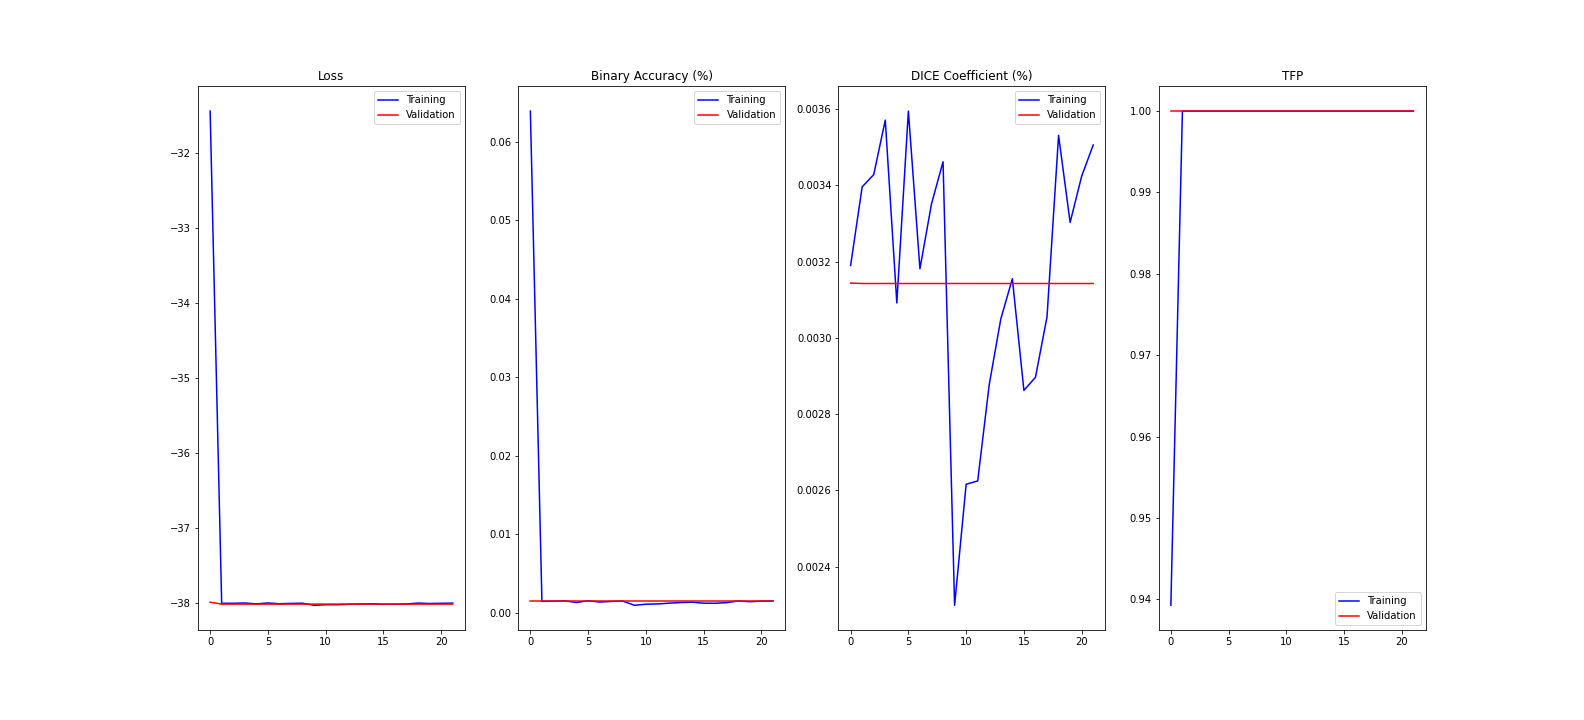 Loss
Training
Validation
−32
−33
−34
−35
−36
−37
−38
0 5 10 15 20
Binary Accuracy (%)
Training
Validation
0.06
0.05
0.04
0.03
0.02
0.01
0.00
0 5 10 15 20
DICE Coefficient (%)
Training
Validation
0.0036
0.0034
0.0032
0.0030
0.0028
0.0026
0.0024
0 5 10 15 20
TFP
1.00
0.99
0.98
0.97
0.96
0.95
0.94
Training
Validation
0 5 10 15 20